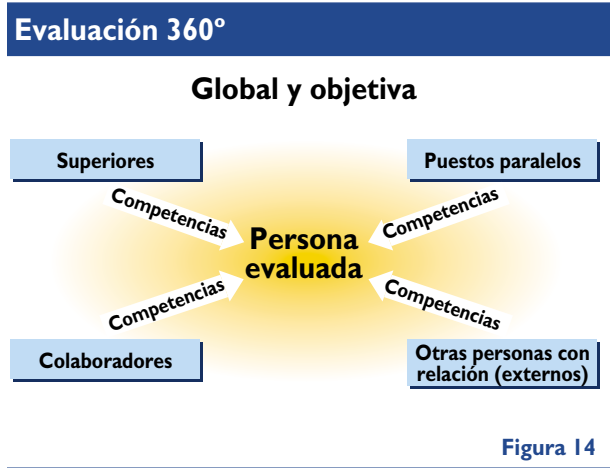 Evaluación 360º
Global y objetiva
Superiores
Puestos paralelos
Competencias
Competencias
Persona
evaluada
Competencias
Competencias
Colaboradores
Otras personas con
relación (externos)
Figura 14